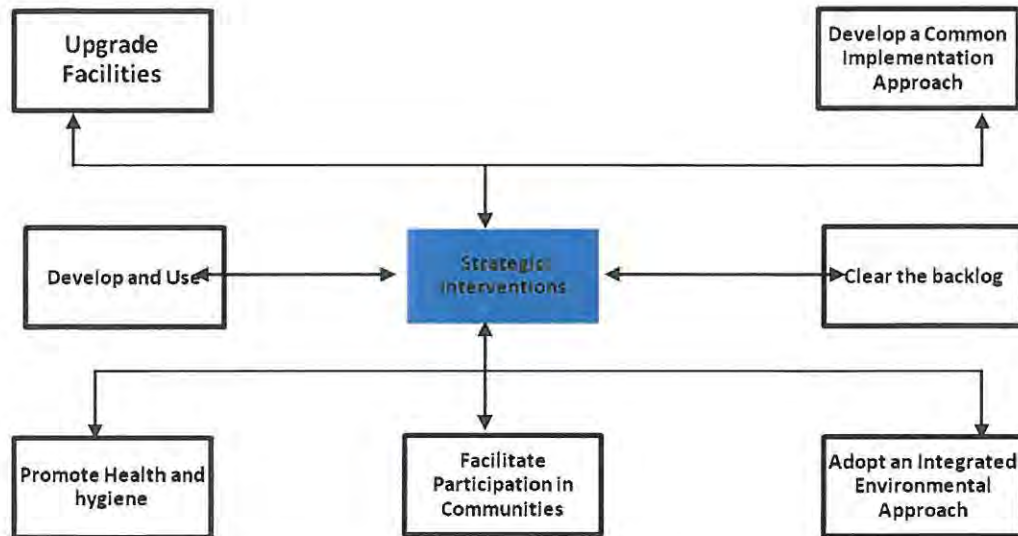 Upgrade
Facilities
Develop a Common
Implementation
Approach
Develop and Use
Strategic
Interventions
Clear the backlog
Promote Health and
hygiene
Facilitate
Participation in
Communities
Adopt an Integrated
Environmental
Approach